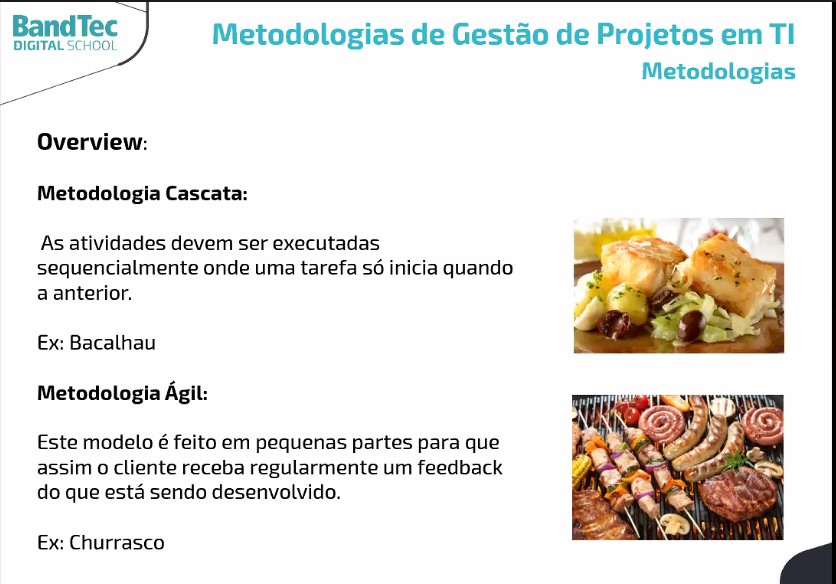 BandTec
DIGITAL SCHOOL
Metodologias de Gestão de Projetos em TI
Metodologias
Overview:
Metodologia Cascata:
As atividades devem ser executadas
sequencialmente onde uma tarefa só inicia quando
a anterior.
Ex: Bacalhau
Metodologia Ágil:
Este modelo é feito em pequenas partes para que
assim o cliente receba regularmente um feedback
do que está sendo desenvolvido.
Ex: Churrasco